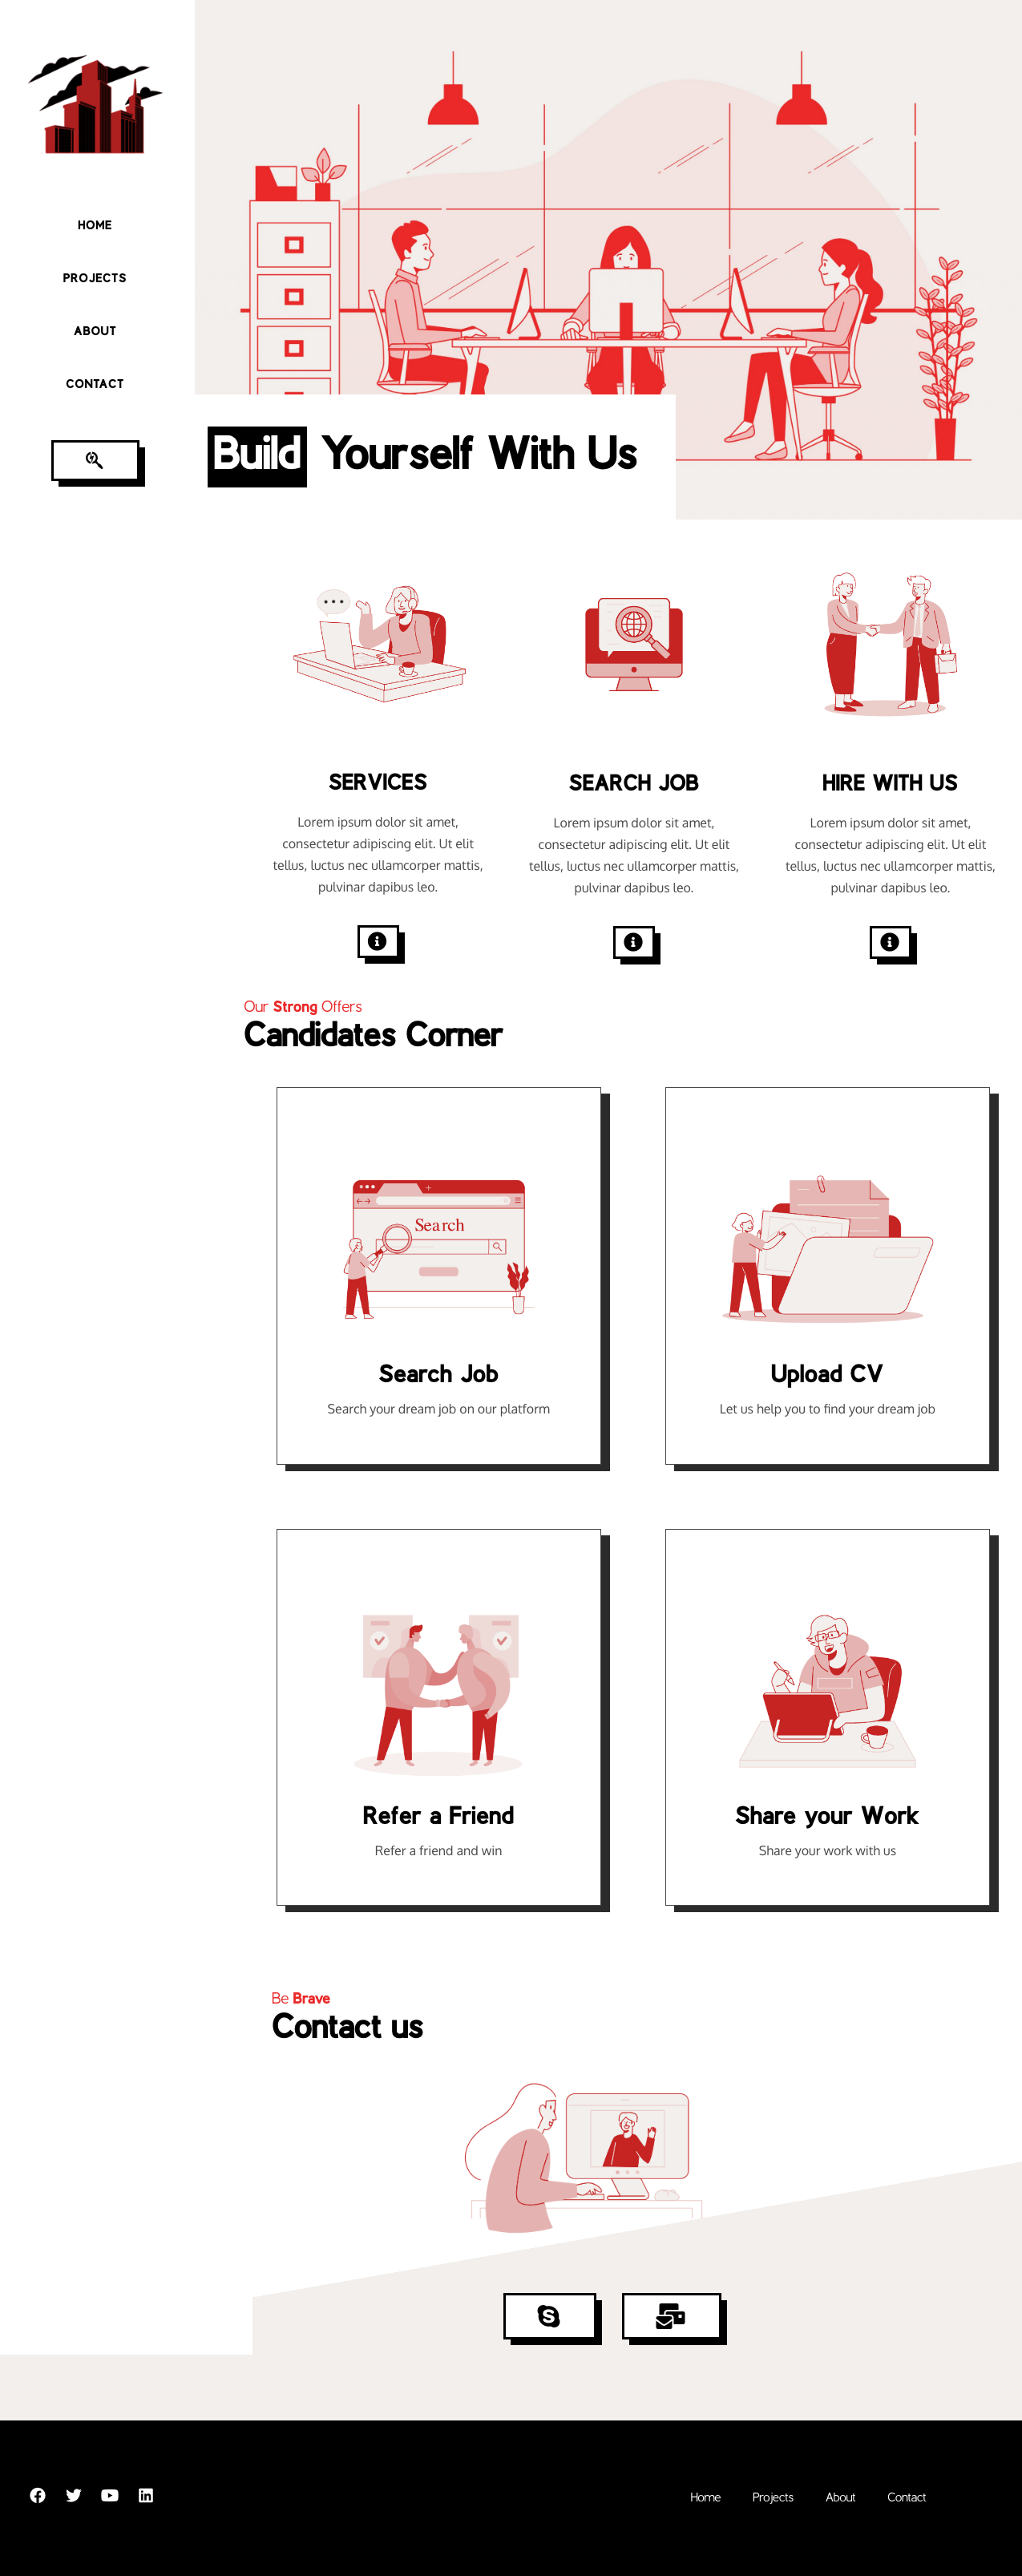 HOME
PROJECTS
ABOUT
CONTACT
Build Yourself With Us
SERVICES
Lorem ipsum dolor sit amet,
consectetur adipiscing elit. Ut elit
tellus, luctus nec ullamcorper mattis,
pulvinar dapibus leo.
SEARCH JOB
Lorem ipsum dolor sit amet,
consectetur adipiscing elit. Ut elit
tellus, luctus nec ullamcorper mattis,
pulvinar dapibus leo.
HIRE WITH US
Lorem ipsum dolor sit amet,
consectetur adipiscing elit. Ut elit
tellus, luctus nec ullamcorper mattis,
pulvinar dapibus leo.
Our Strong Offers
Candidates Corner
Search
Search Job
Search your dream job on our platform
Upload CV
Let us help you to find your dream job
Refer a Friend
Refer a friend and win
Share your Work
Share your work with us
Be Brave
Contact us
Home Projects About Contact